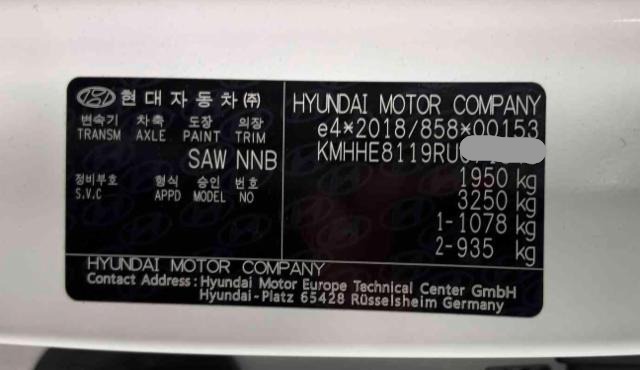 현대자동차(주)
변속기 차축 도장 의장
TRANSM AXLE PAINT TRIM
SAW NNB
정비부호 형식 승인 번호
S.V.C APPD MODEL NO
HYUNDAI MOTOR COMPANY
e4*2018/858*00153
KMHHE8119RU
1950 kg
3250 kg
1-1078 kg
2-935 kg
HYUNDAI MOTOR COMPANY
Contact Address : Hyundai Motor Europe Technical Center GmbH
Hyundai-Platz 65428 Rüsselsheim Germany